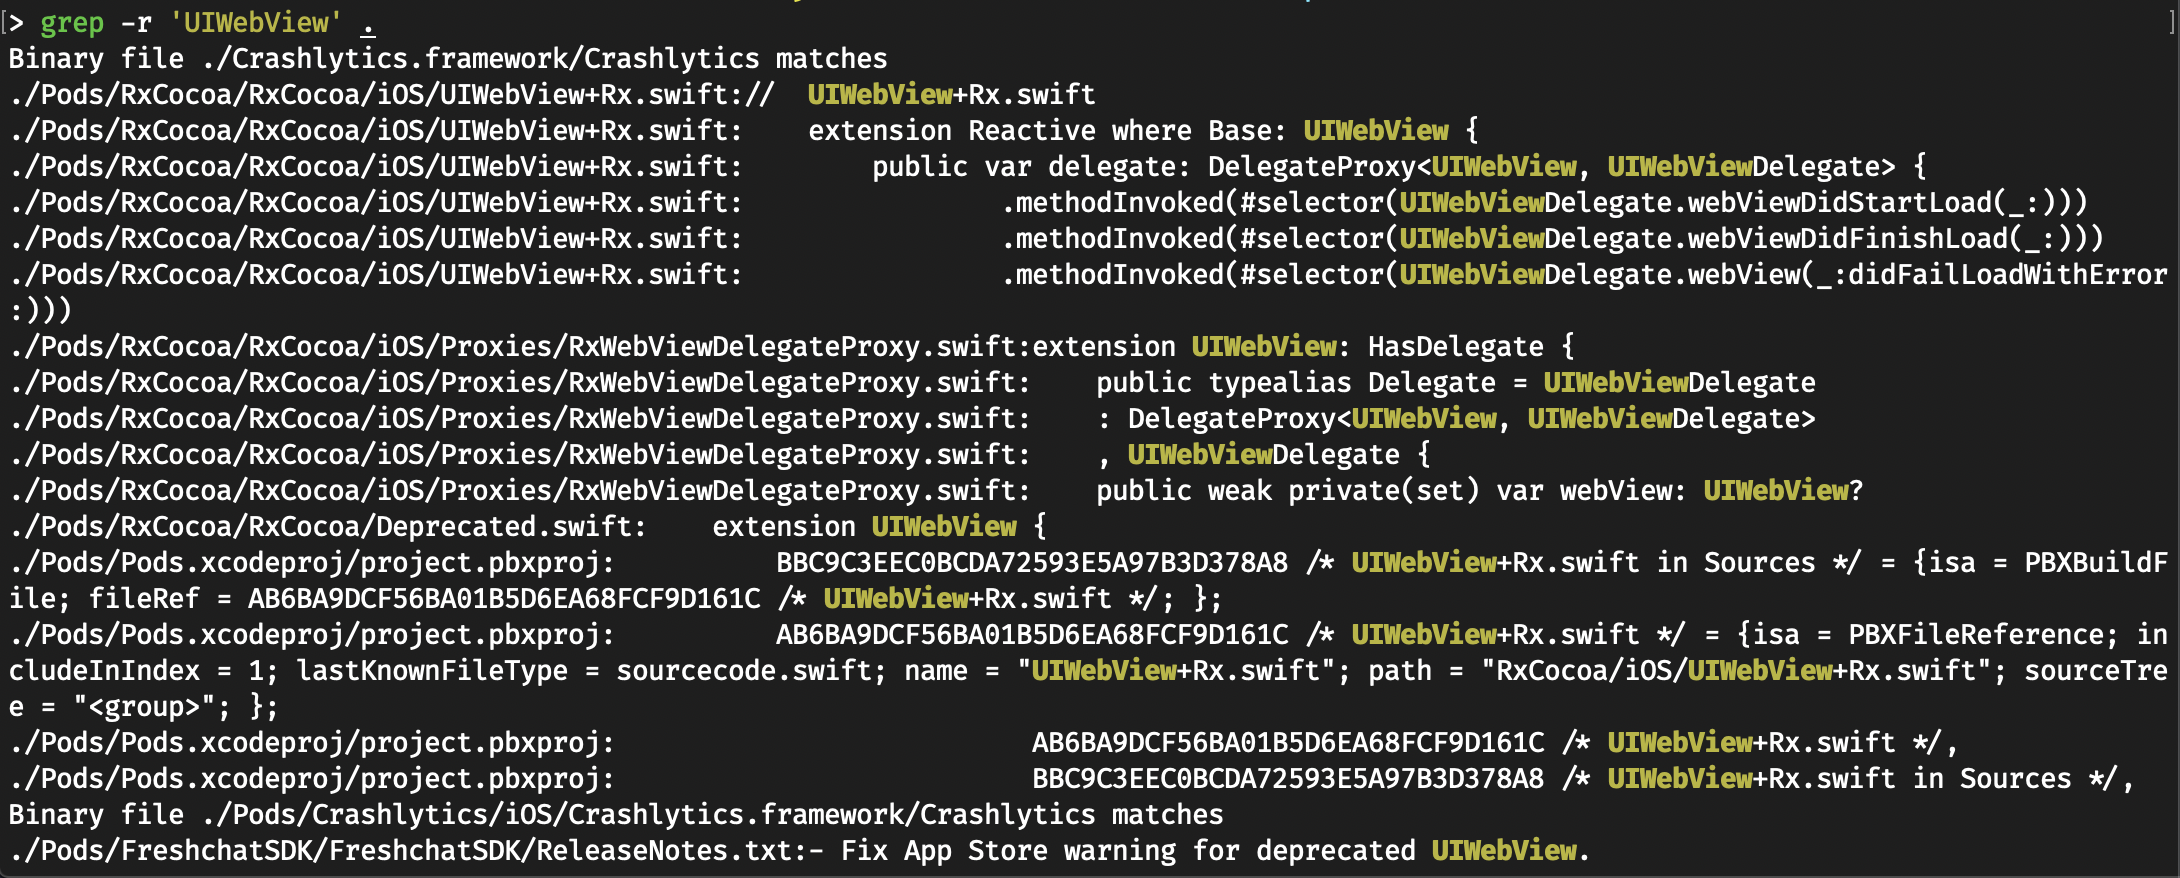 [> grep -r 'UIWebView' . ]
Binary file ./Crashlytics.framework/Crashlytics matches
./Pods/RxCocoa/RxCocoa/iOS/UIWebView+Rx.swift://  UIWebView+Rx.swift
./Pods/RxCocoa/RxCocoa/iOS/UIWebView+Rx.swift:    extension Reactive where Base: UIWebView {
./Pods/RxCocoa/RxCocoa/iOS/UIWebView+Rx.swift:        public var delegate: DelegateProxy<UIWebView, UIWebViewDelegate> {
./Pods/RxCocoa/RxCocoa/iOS/UIWebView+Rx.swift:                .methodInvoked(#selector(UIWebViewDelegate.webViewDidStartLoad(_:)))
./Pods/RxCocoa/RxCocoa/iOS/UIWebView+Rx.swift:                .methodInvoked(#selector(UIWebViewDelegate.webViewDidFinishLoad(_:)))
./Pods/RxCocoa/RxCocoa/iOS/UIWebView+Rx.swift:                .methodInvoked(#selector(UIWebViewDelegate.webView(_:didFailLoadWithError
:)))
./Pods/RxCocoa/RxCocoa/iOS/Proxies/RxWebViewDelegateProxy.swift:extension UIWebView: HasDelegate {
./Pods/RxCocoa/RxCocoa/iOS/Proxies/RxWebViewDelegateProxy.swift:    public typealias Delegate = UIWebViewDelegate
./Pods/RxCocoa/RxCocoa/iOS/Proxies/RxWebViewDelegateProxy.swift:    : DelegateProxy<UIWebView, UIWebViewDelegate>
./Pods/RxCocoa/RxCocoa/iOS/Proxies/RxWebViewDelegateProxy.swift:    , UIWebViewDelegate {
./Pods/RxCocoa/RxCocoa/iOS/Proxies/RxWebViewDelegateProxy.swift:    public weak private(set) var webView: UIWebView?
./Pods/RxCocoa/RxCocoa/Deprecated.swift:    extension UIWebView {
./Pods/Pods.xcodeproj/project.pbxproj:          BBC9C3EEC0BCDA72593E5A97B3D378A8 /* UIWebView+Rx.swift in Sources */ = {isa = PBXBuildF
ile; fileRef = AB6BA9DCF56BA01B5D6EA68FCF9D161C /* UIWebView+Rx.swift */; };
./Pods/Pods.xcodeproj/project.pbxproj:          AB6BA9DCF56BA01B5D6EA68FCF9D161C /* UIWebView+Rx.swift */ = {isa = PBXFileReference; in
cludeInIndex = 1; lastKnownFileType = sourcecode.swift; name = "UIWebView+Rx.swift"; path = "RxCocoa/iOS/UIWebView+Rx.swift"; sourceTre
e = "<group>"; };
./Pods/Pods.xcodeproj/project.pbxproj:                          AB6BA9DCF56BA01B5D6EA68FCF9D161C /* UIWebView+Rx.swift */,
./Pods/Pods.xcodeproj/project.pbxproj:                          BBC9C3EEC0BCDA72593E5A97B3D378A8 /* UIWebView+Rx.swift in Sources */,
Binary file ./Pods/Crashlytics/iOS/Crashlytics.framework/Crashlytics matches
./Pods/FreshchatSDK/FreshchatSDK/ReleaseNotes.txt:- Fix App Store warning for deprecated UIWebView.